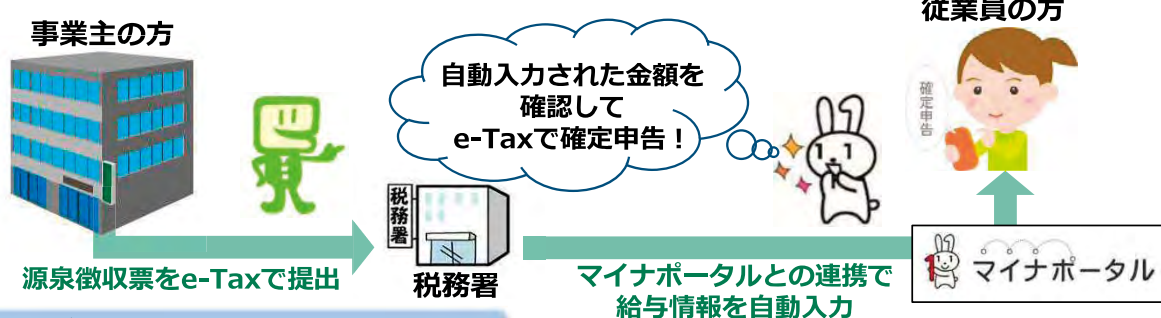 事業主の方
従業員の方
自動入力された金額を
確認して
e-Taxで確定申告！
確定申告
税務署
源泉徴収票をe-Taxで提出
税務署
マイナポータルとの連携で
給与情報を自動入力
マイナポータル